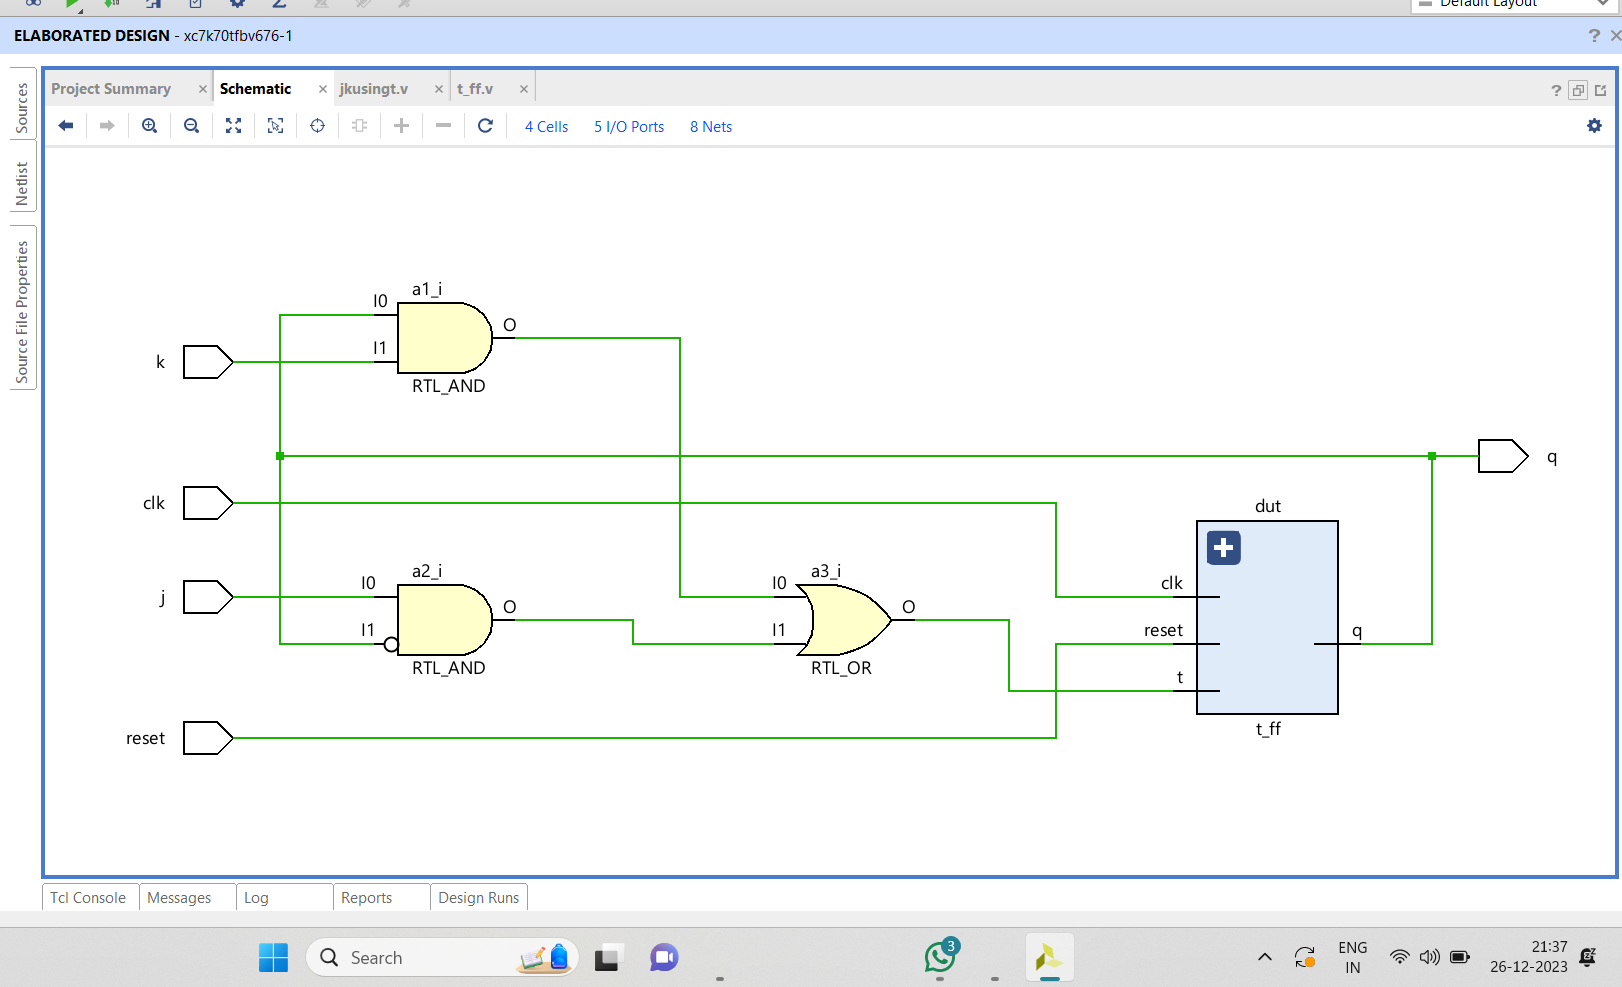 Default Layout
ELABORATED DESIGN - xc7k70tfbv676-1
? ×
Sources
Netlist
Source File Properties
Project Summary × Schematic × jkusingt.v × t_ff.v ×
?
4 Cells 5 I/O Ports 8 Nets
a1_i
I0
O
I1
k
RTL_AND
q
clk
dut
a2_i
a3_i
I0
I0
clk
j
O
O
I1
I1
reset
q
RTL_AND
RTL_OR
t
reset
t_ff
Tcl Console Messages Log Reports Design Runs
Search
3
ENG
IN
21:37
26-12-2023